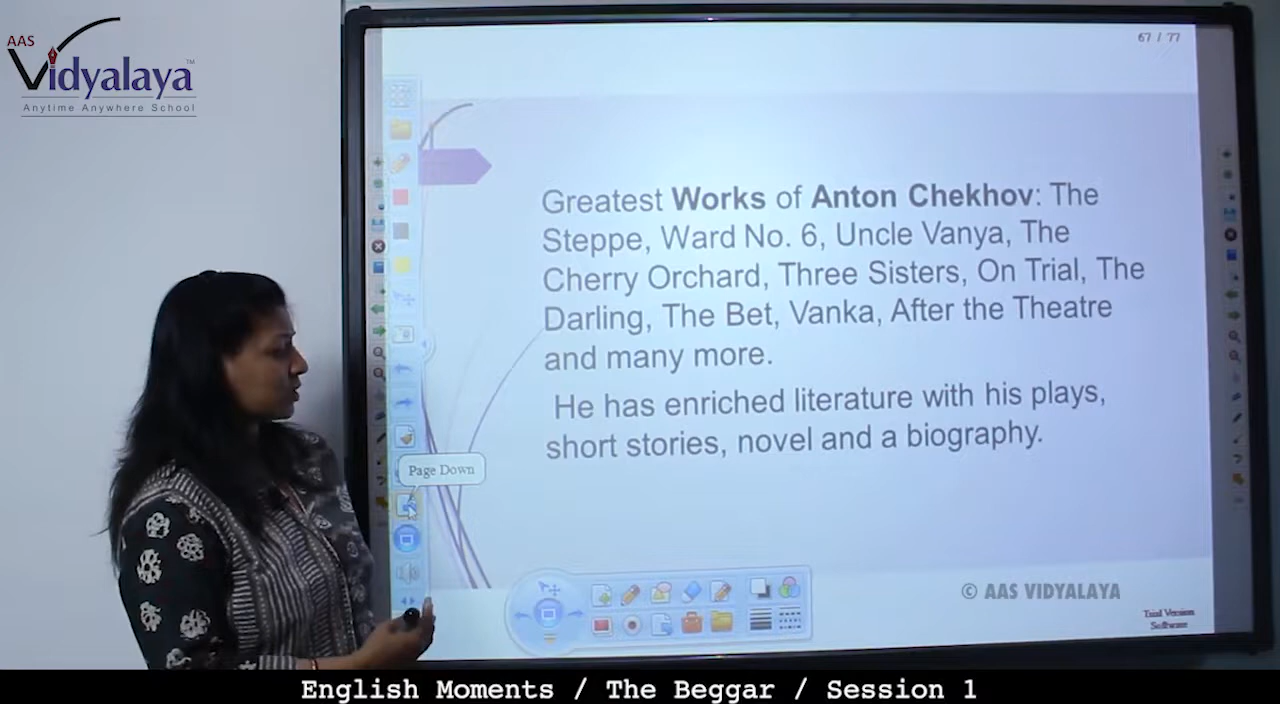 AAS
Vidyalaya™
Anytime Anywhere School
67 / 77
Greatest Works of Anton Chekhov: The
Steppe, Ward No. 6, Uncle Vanya, The
Cherry Orchard, Three Sisters, On Trial, The
Darling, The Bet, Vanka, After the Theatre
and many more.
He has enriched literature with his plays,
short stories, novel and a biography.
Page Down
© AAS VIDYALAYA
Trial Version
Software
English Moments / The Beggar / Session 1